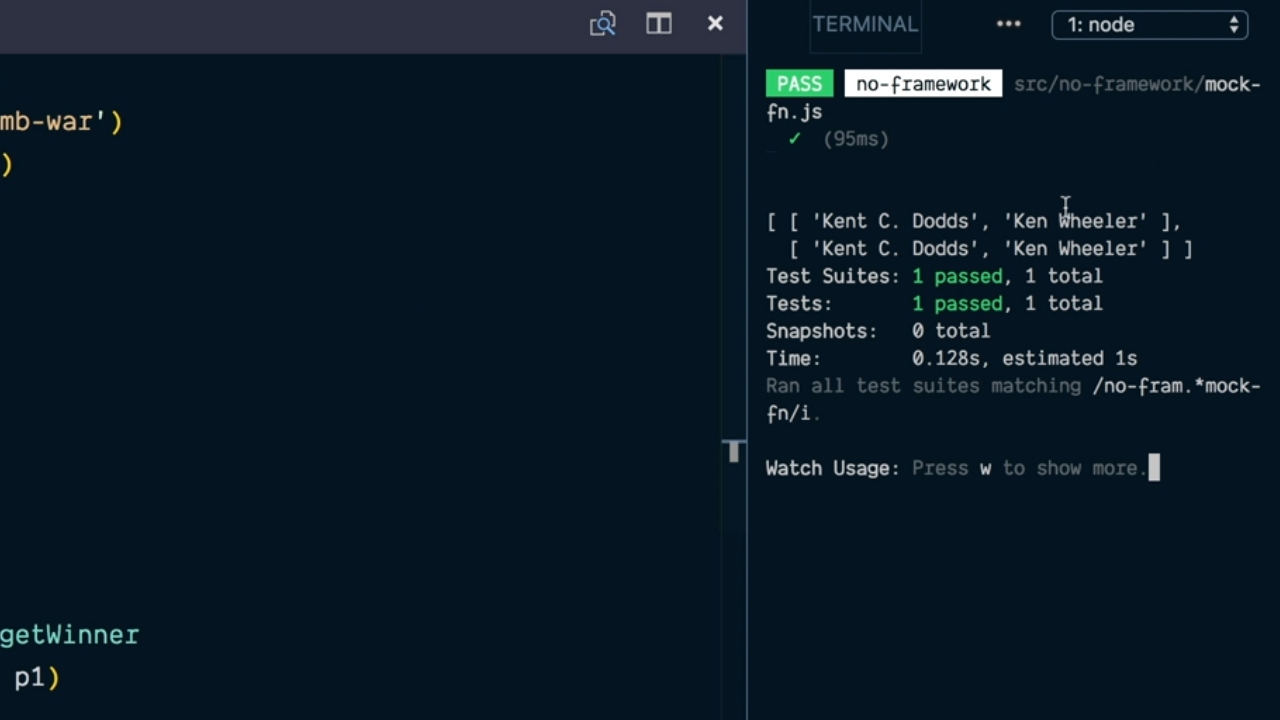 TERMINAL ••• 1: node
mb-war')
)
getWinner
p1)
PASS no-framework src/no-framework/mock-
fn.js
✓ (95ms)
[ [ 'Kent C. Dodds', 'Ken Wheeler' ],
[ 'Kent C. Dodds', 'Ken Wheeler' ] ]
Test Suites: 1 passed, 1 total
Tests: 1 passed, 1 total
Snapshots: 0 total
Time: 0.128s, estimated 1s
Ran all test suites matching /no-fram.*mock-
fn/i.
Watch Usage: Press w to show more.